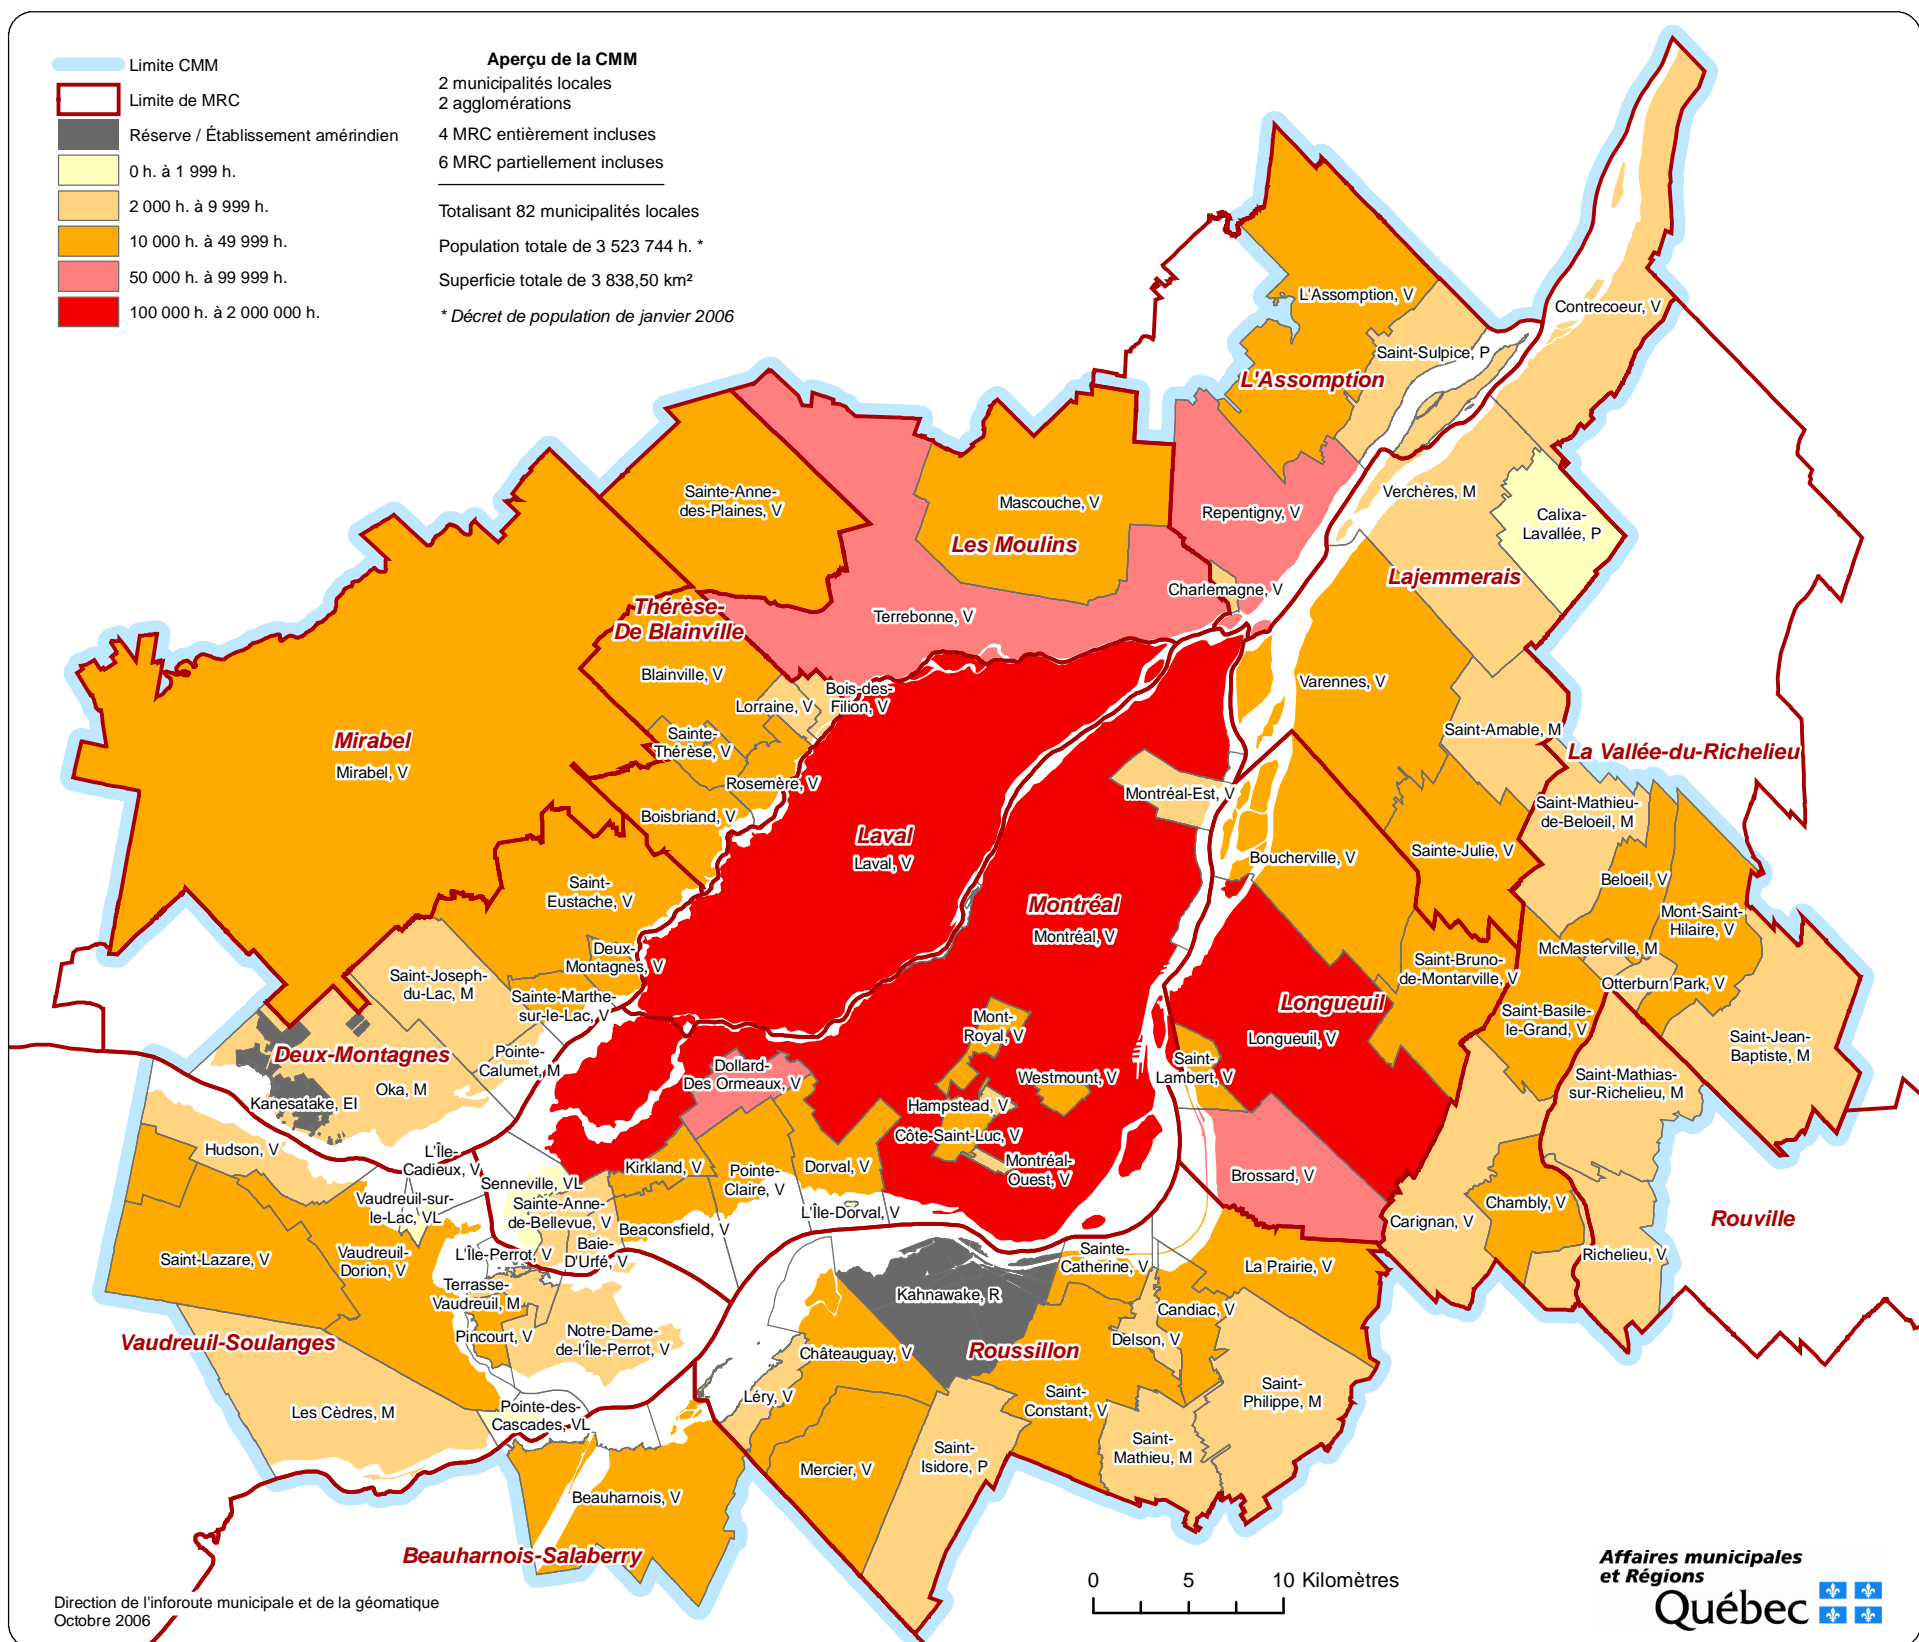 Limite CMM
Limite de MRC
Réserve / Établissement amérindien
0 h. à 1 999 h.
2 000 h. à 9 999 h.
10 000 h. à 49 999 h.
50 000 h. à 99 999 h.
100 000 h. à 2 000 000 h.
Aperçu de la CMM
2 municipalités locales
2 agglomérations
4 MRC entièrement incluses
6 MRC partiellement incluses
Totalisant 82 municipalités locales
Population totale de 3 523 744 h. *
Superficie totale de 3 838,50 km²
* Décret de population de janvier 2006
L'Assomption, V
Contrecoeur, V
Saint-Sulpice, P
L'Assomption
Sainte-Anne-
des-Plaines, V
Mascouche, V
Repentigny, V
Verchères, M
Calixa-
Lavallée, P
Les Moulins
Lajemmerais
Charlemagne, V
Thérèse-
De Blainville
Terrebonne, V
Blainville, V
Varennes, V
Bois-des-
Filion, V
Lorraine, V
Saint-Amable, M
Sainte-
Thérèse, V
La Vallée-du-Richelieu
Mirabel
Mirabel, V
Rosemère, V
Montréal-Est, V
Saint-Mathieu-
de-Beloeil, M
Boisbriand, V
Laval
Laval, V
Boucherville, V
Sainte-Julie, V
Beloeil, V
Saint-
Eustache, V
Montréal
Montréal, V
Mont-Saint-
Hilaire, V
McMasterville, M
Deux-
Montagnes, V
Saint-Joseph-
du-Lac, M
Saint-Bruno-
de-Montarville, V
Otterburn Park, V
Sainte-Marthe-
sur-le-Lac, V
Longueuil
Longueuil, V
Saint-Basile-
le-Grand, V
Mont-
Royal, V
Saint-Jean-
Baptiste, M
Deux-Montagnes
Pointe-
Calumet, M
Oka, M
Kanesatake, EI
Dollard-
Des Ormeaux, V
Westmount, V
Saint-
Lambert, V
Saint-Mathias-
sur-Richelieu, M
Hampstead, V
Côte-Saint-Luc, V
Montréal-
Ouest, V
Hudson, V
L'Île-
Cadieux, V
Senneville, VL
Kirkland, V
Pointe-
Claire, V
Dorval, V
Brossard, V
Vaudreuil-sur-
le-Lac, VL
Sainte-Anne-
de-Bellevue, V
Beaconsfield, V
L'Île-Dorval, V
Chambly, V
Carignan, V
Rouville
Richelieu, V
Saint-Lazare, V
Vaudreuil-
Dorion, V
L'Île-Perrot, V
Baie-
D'Urfé, V
Sainte-
Catherine, V
La Prairie, V
Terrasse-
Vaudreuil, M
Kahnawake, R
Candiac, V
Delson, V
Pincourt, V
Notre-Dame-
de-l'Île-Perrot, V
Vaudreuil-Soulanges
Châteauguay, V
Roussillon
Léry, V
Saint-
Constant, V
Saint-
Philippe, M
Les Cèdres, M
Pointe-des-
Cascades, VL
Saint-
Mathieu, M
Saint-
Isidore, P
Mercier, V
Beauharnois, V
Beauharnois-Salaberry
0 5 10 Kilomètres
Direction de l'inforoute municipale et de la géomatique
Octobre 2006
Affaires municipales
et Régions
Québec